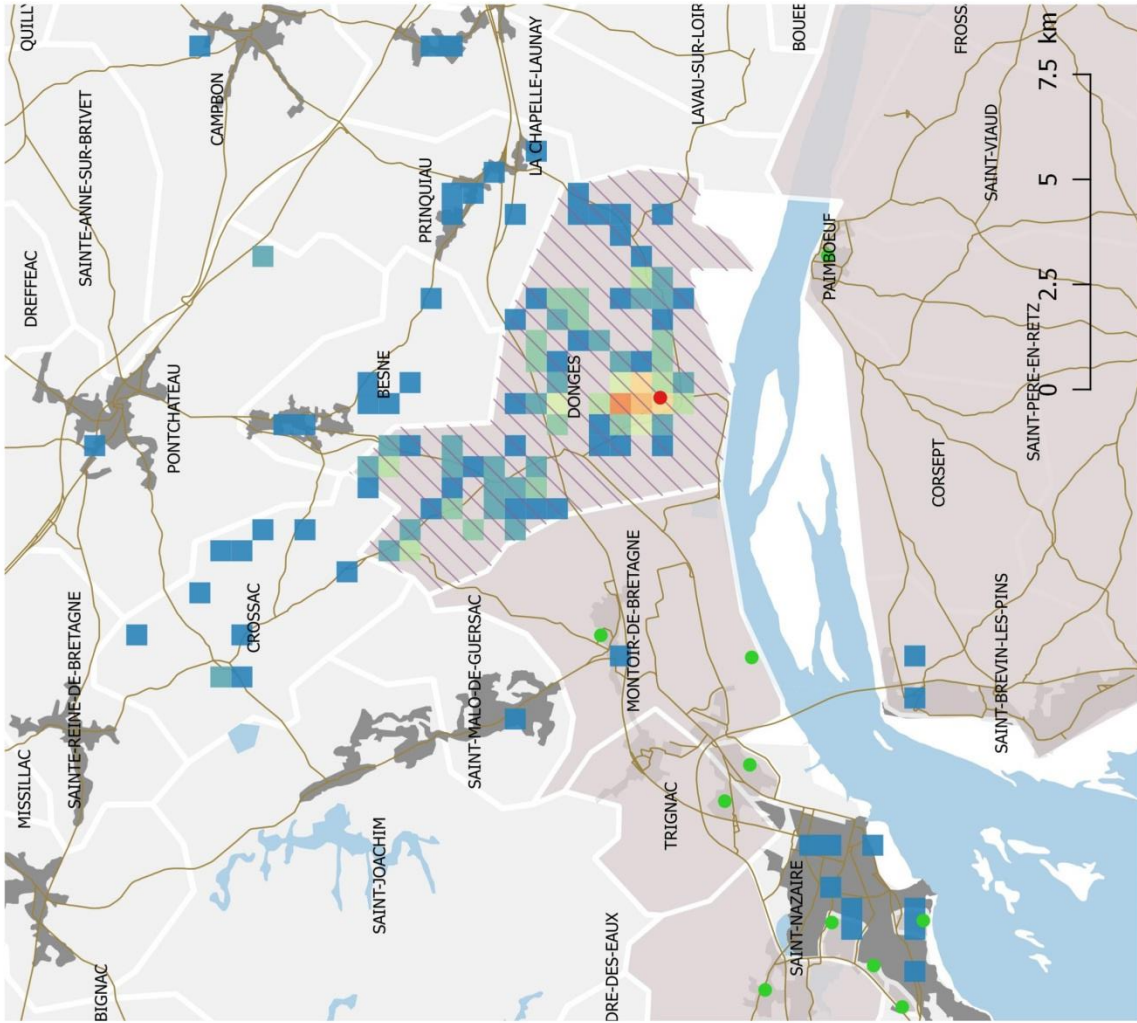 MISSILLAC
DREFFEAC
QUILLY
SAINTE-REINE-DE-BRETAGNE
SAINTE-ANNE-SUR-BRIVET
BIGNAC
PONTCHATEAU
CAMPBON
CROSSAC
SAINT-JOACHIM
BESNE
PRINQUIAU
SAINT-MALO-DE-GUERSAC
LA CHAPELLE-LAUNAY
DONGES
DRE-DES-EAUX
MONTOIR-DE-BRETAGNE
TRIGNAC
LAVAU-SUR-LOIR
SAINT-NAZAIRE
BOUEE
PAIMBOEUF
CORSEPT
FROSS
SAINT-VIAUD
SAINT-BREVIN-LES-PINS
SAINT-PERE-EN-RETZ
0 2.5 5 7.5 km